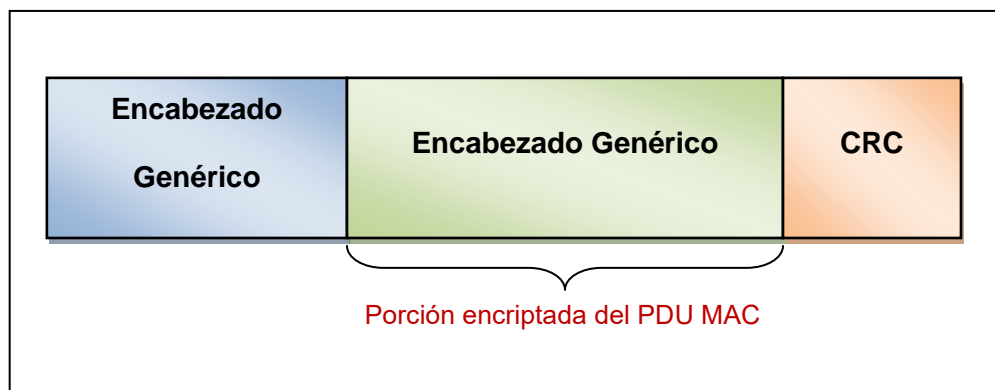 Encabezado
Genérico
Encabezado Genérico
CRC
Porción encriptada del PDU MAC